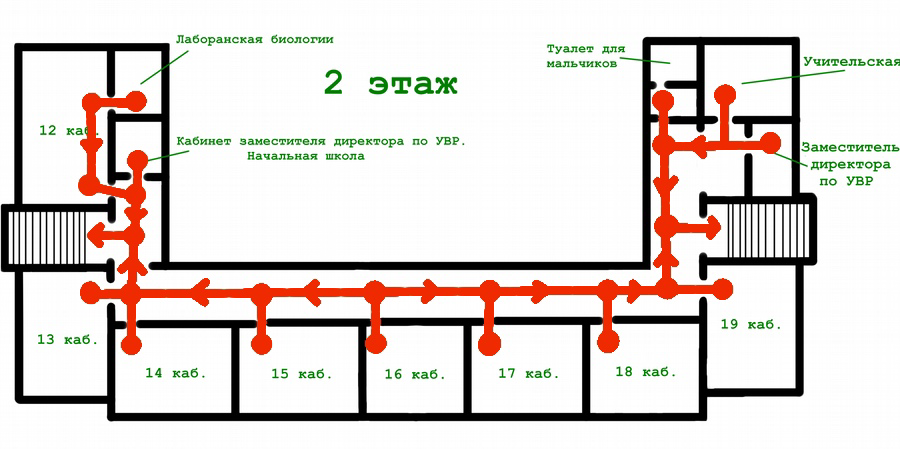 Лаборанская биологии
Туалет для
мальчиков
Учительская
2 этаж
12 каб.
Кабинет заместителя директора по УВР.
Начальная школа
Заместитель
директора
по УВР
13 каб.
14 каб.
15 каб.
16 каб.
17 каб.
18 каб.
19 каб.